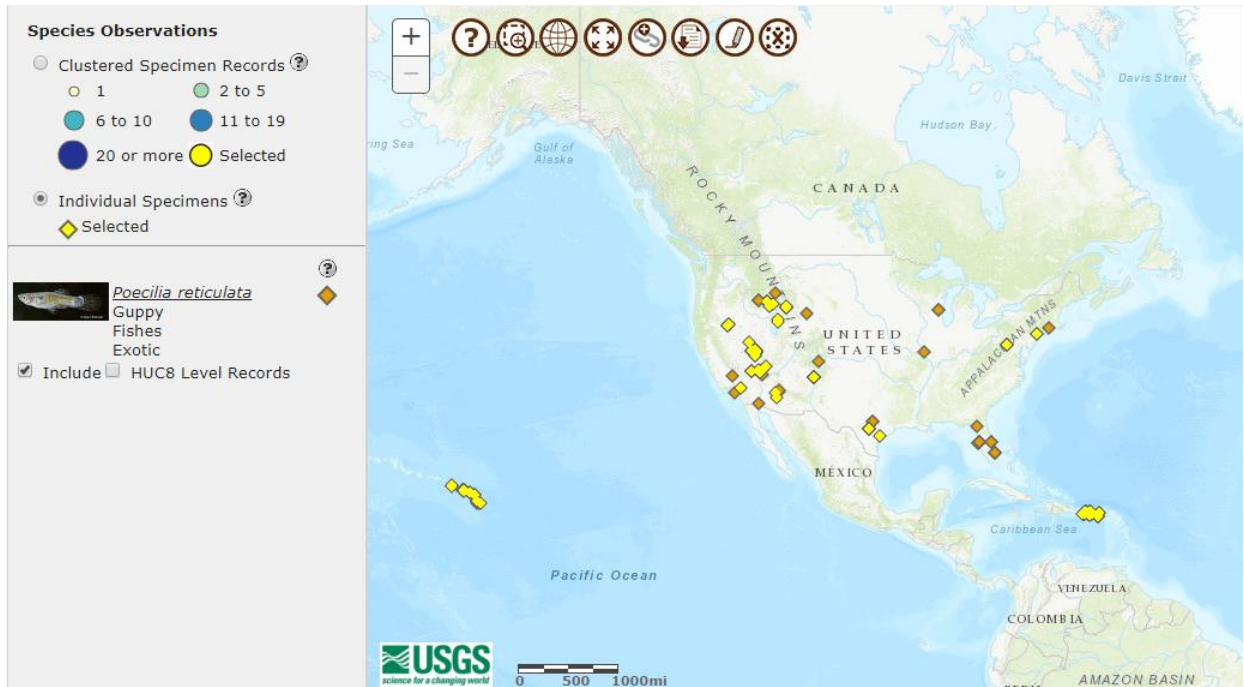 Species Observations
Clustered Specimen Records ?
1
2 to 5
6 to 10
11 to 19
20 or more
Selected
Individual Specimens ?
Selected
?
Poecilia reticulata
Guppy
Fishes
Exotic
Include
HUC8 Level Records
+
−
?
Davis Strait
Hudson Bay
ring Sea
Gulf of
Alaska
CANADA
ROCKY MOUNTAINS
UNITED
STATES
APPALACHIAN MTNS
MÉXICO
Caribbean Sea
Pacific Ocean
VENEZUELA
COLOMBIA
AMAZON BASIN
USGS
science for a changing world
0 500 1000mi